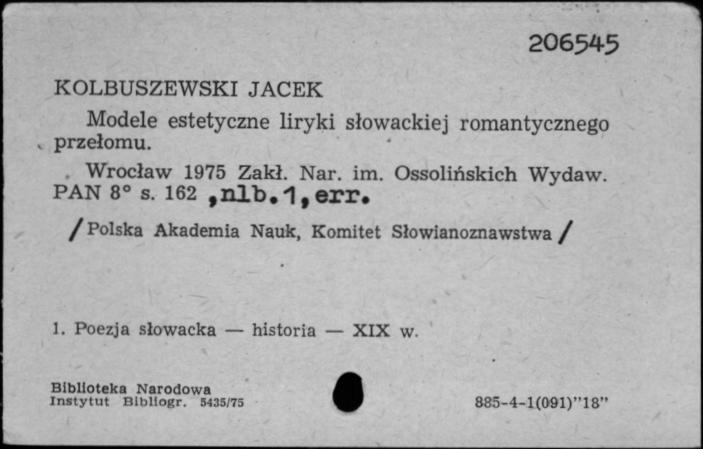 206545
KOLBUSZEWSKI JACEK
Modele estetyczne liryki słowackiej romantycznego
przełomu.
Wrocław 1975 Zakł. Nar. im. Ossolińskich Wydaw.
PAN 8° s. 162 ,nlb.1,err.
/Polska Akademia Nauk, Komitet Słowianoznawstwa/
1. Poezja słowacka — historia — XIX w.
Biblioteka Narodowa
Instytut Bibliogr. 5435/75
885-4-1(091)"18"